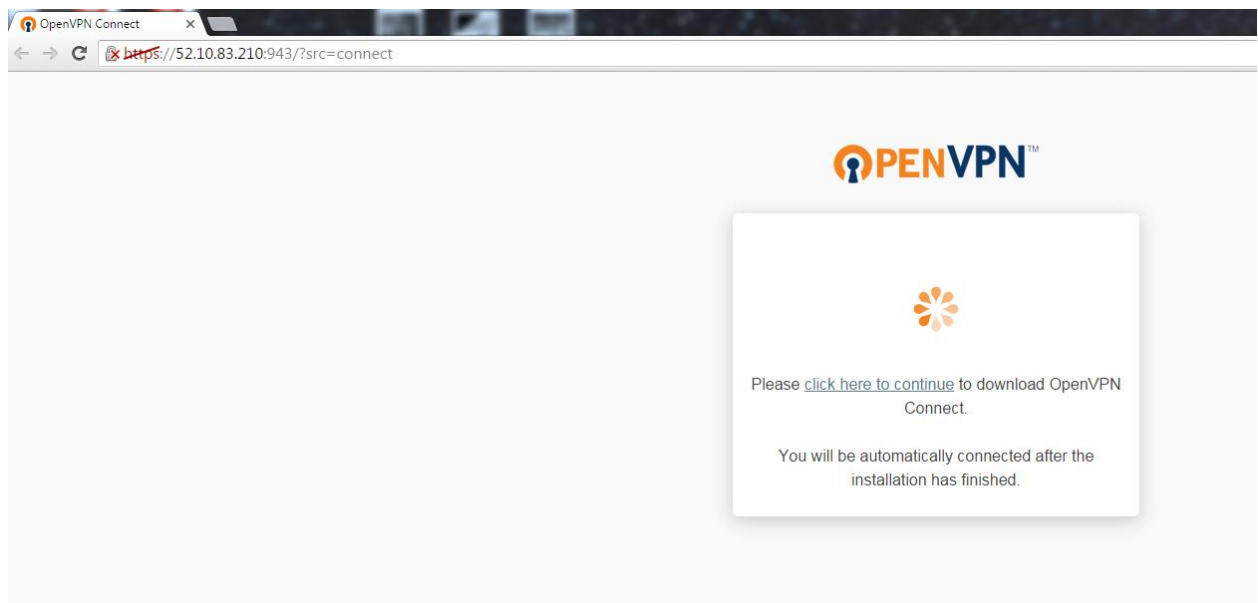 OpenVPN Connect
https://52.10.83.210:943/?src=connect
OPENVPN™
Please click here to continue to download OpenVPN
Connect.
You will be automatically connected after the
installation has finished.